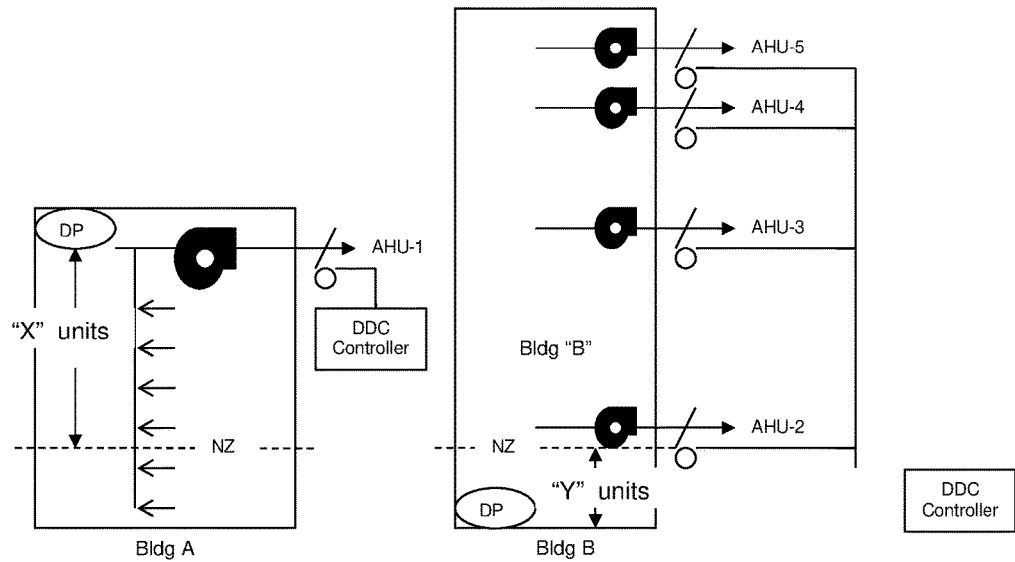 AHU-5
AHU-4
DP
AHU-3
AHU-1
"X" units
DDC
Controller
Bldg "B"
AHU-2
NZ
NZ
"Y" units
DP
DDC
Controller
Bldg A
Bldg B